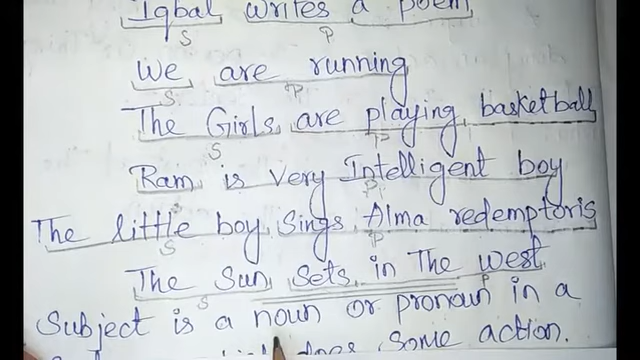 Iqbal writes a poem
S P
We are running
S P
The Girls are playing basketball
S P
Ram is very Intelligent boy
S P
The little boy Sings Alma redemptoris
S P
The Sun Sets in The west
S P
Subject is a noun or pronoun in a
does some action.